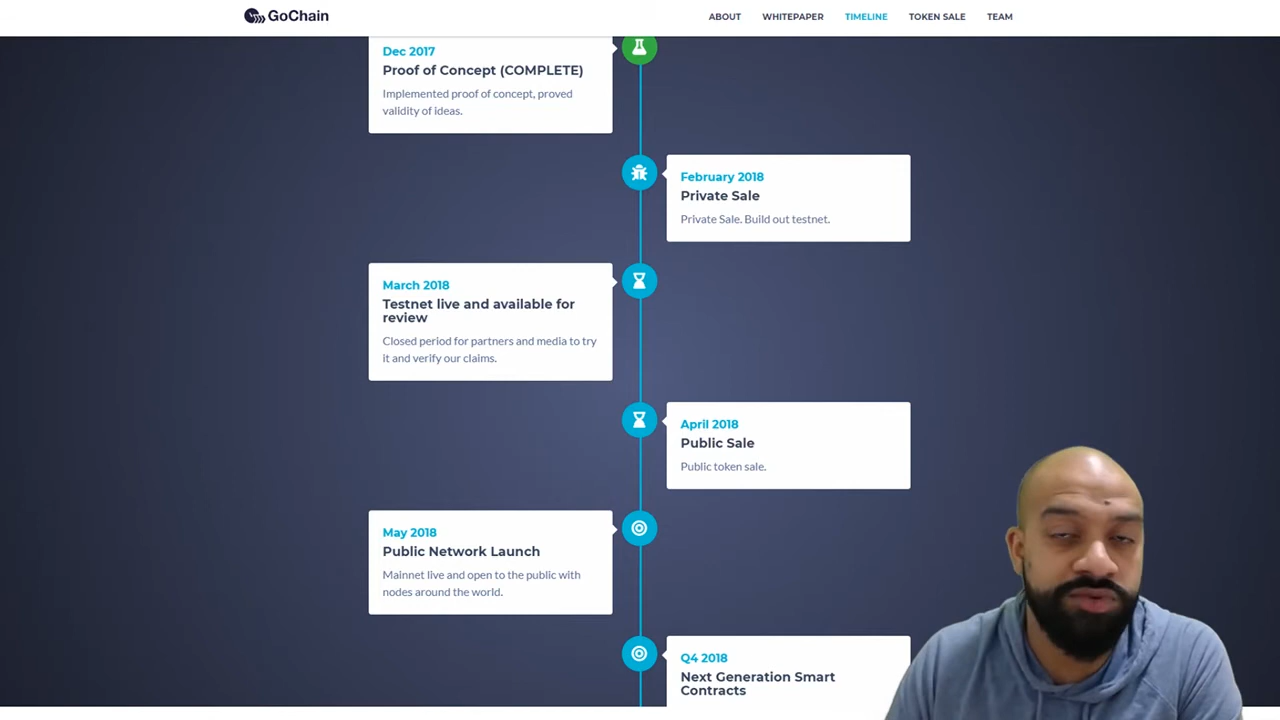 GoChain
ABOUT WHITEPAPER TIMELINE TOKEN SALE TEAM
Dec 2017
Proof of Concept (COMPLETE)
Implemented proof of concept, proved
validity of ideas.
February 2018
Private Sale
Private Sale. Build out testnet.
March 2018
Testnet live and available for
review
Closed period for partners and media to try
it and verify our claims.
April 2018
Public Sale
Public token sale.
May 2018
Public Network Launch
Mainnet live and open to the public with
nodes around the world.
Q4 2018
Next Generation Smart
Contracts